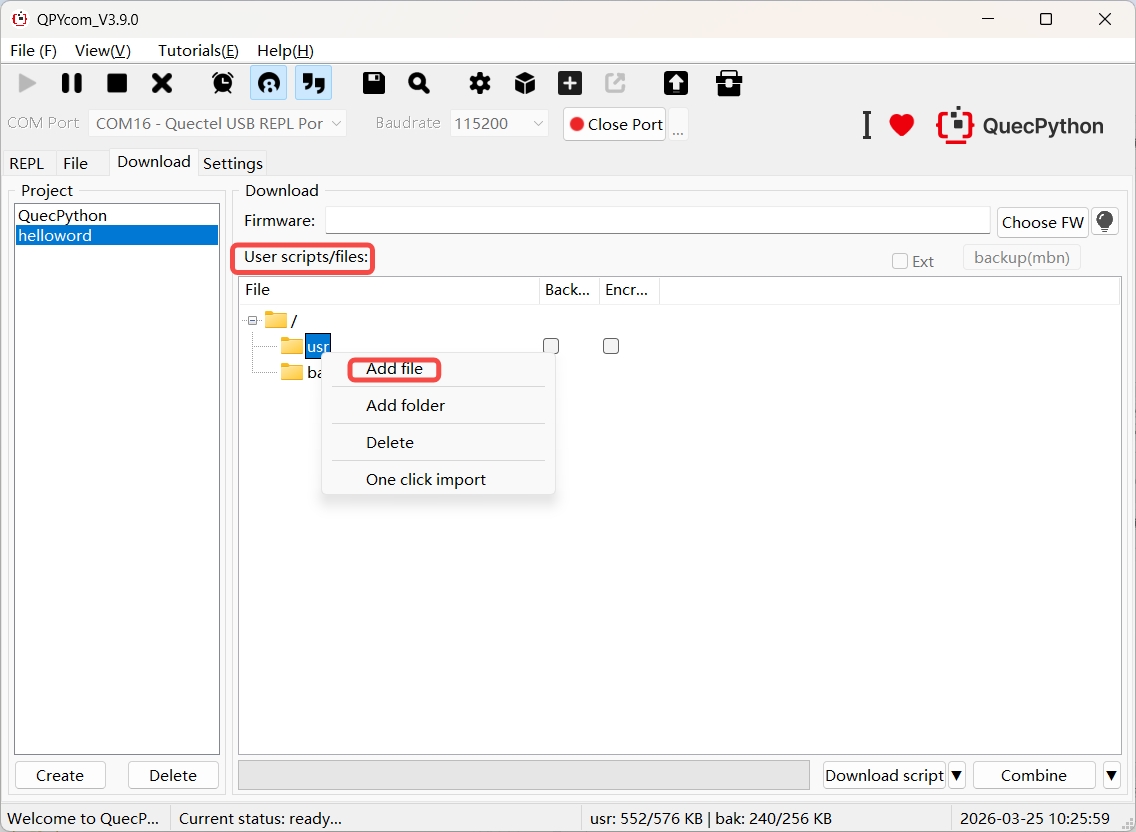 QPYcom_V3.9.0
File (F) View(V) Tutorials(E) Help(H)
COM Port COM16 - Quectel USB REPL Por Baudrate 115200 Close Port ...
I QuecPython
REPL File Download Settings
Project
QuecPython
helloword
Download
Firmware: Choose FW
User scripts/files: Ext backup(mbn)
File Back... Encr...
/
usr
ba
Add file
Add folder
Delete
One click import
Create Delete
Download script Combine
Welcome to QuecP... Current status: ready... usr: 552/576 KB | bak: 240/256 KB 2026-03-25 10:25:59